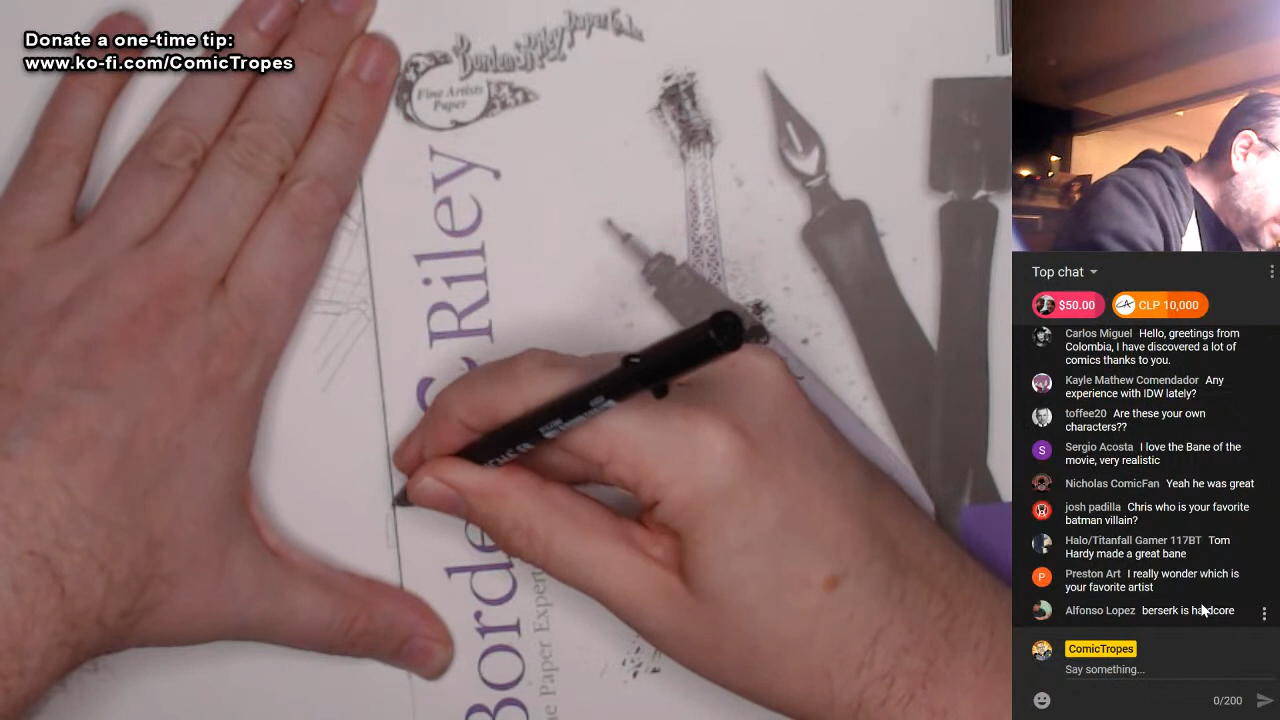 Donate a one-time tip:
www.ko-fi.com/ComicTropes
Borden & Riley Paper Co.
Fine Artists
Paper
Riley
&
Borde
Paper Expert
Top chat
$50.00
CLP 10,000
Carlos Miguel Hello, greetings from
Colombia, I have discovered a lot of
comics thanks to you.
Kayle Mathew Comendador Any
experience with IDW lately?
toffee20 Are these your own
characters??
S
Sergio Acosta I love the Bane of the
movie, very realistic
Nicholas ComicFan Yeah he was great
josh padilla Chris who is your favorite
batman villain?
Halo/Titanfall Gamer 117BT Tom
Hardy made a great bane
P
Preston Art I really wonder which is
your favorite artist
Alfonso Lopez berserk is hardcore
ComicTropes
Say something...
0/200